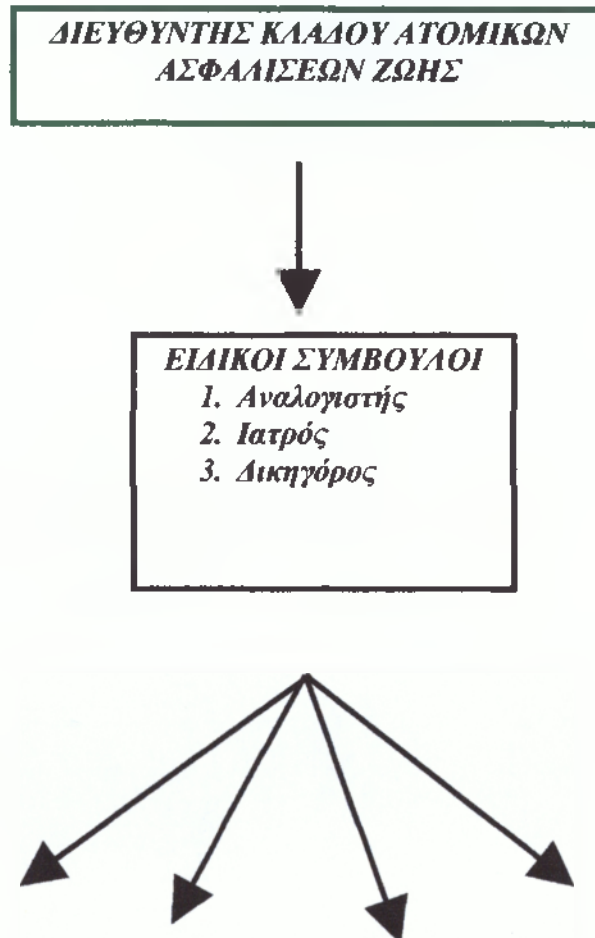 ΔΙΕΥΘΥΝΤΗΣ ΚΛΑΔΟΥ ΑΤΟΜΙΚΩΝ
ΑΣΦΑΛΙΣΕΩΝ ΖΩΗΣ
ΕΙΔΙΚΟΙ ΣΥΜΒΟΥΛΟΙ
1. Αναλογιστής
2. Ιατρός
3. Δικηγόρος